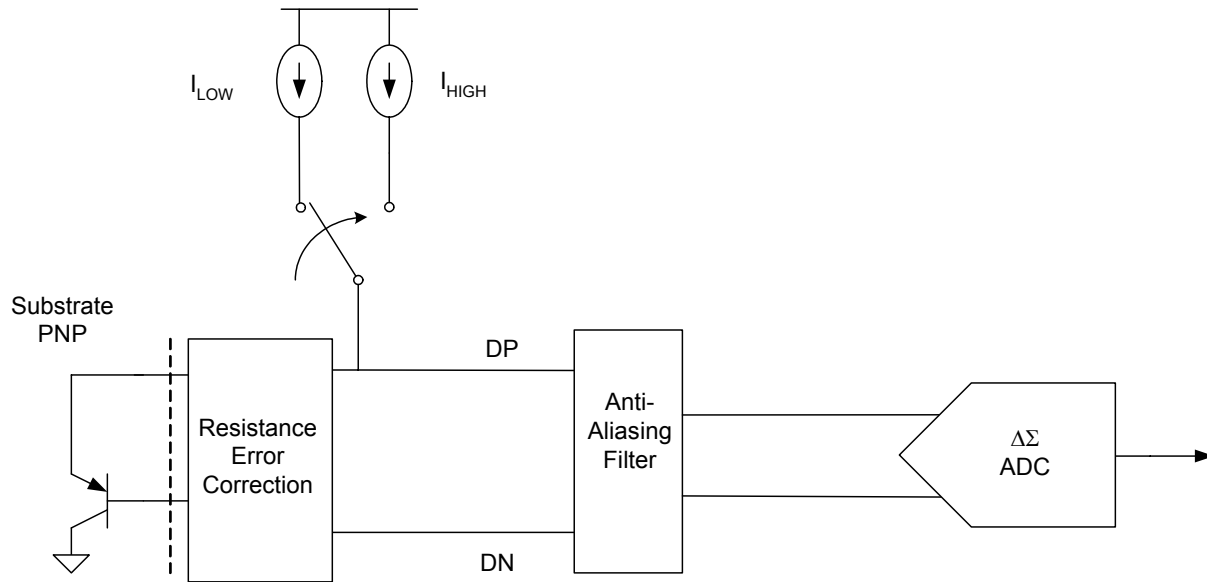 I_LOW
I_HIGH
Substrate
PNP
DP
Resistance
Error
Correction
DN
Anti-
Aliasing
Filter
ΔΣ
ADC